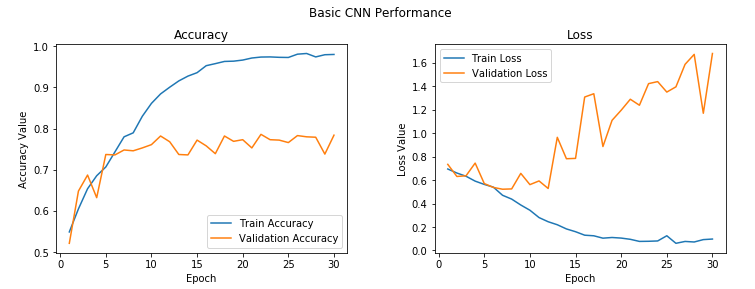 Basic CNN Performance
Accuracy
1.0
0.9
0.8
0.7
0.6
0.5
Accuracy Value
0 5 10 15 20 25 30
Epoch
Train Accuracy
Validation Accuracy
Loss
1.6
1.4
1.2
1.0
0.8
0.6
0.4
0.2
0.0
Loss Value
0 5 10 15 20 25 30
Epoch
Train Loss
Validation Loss